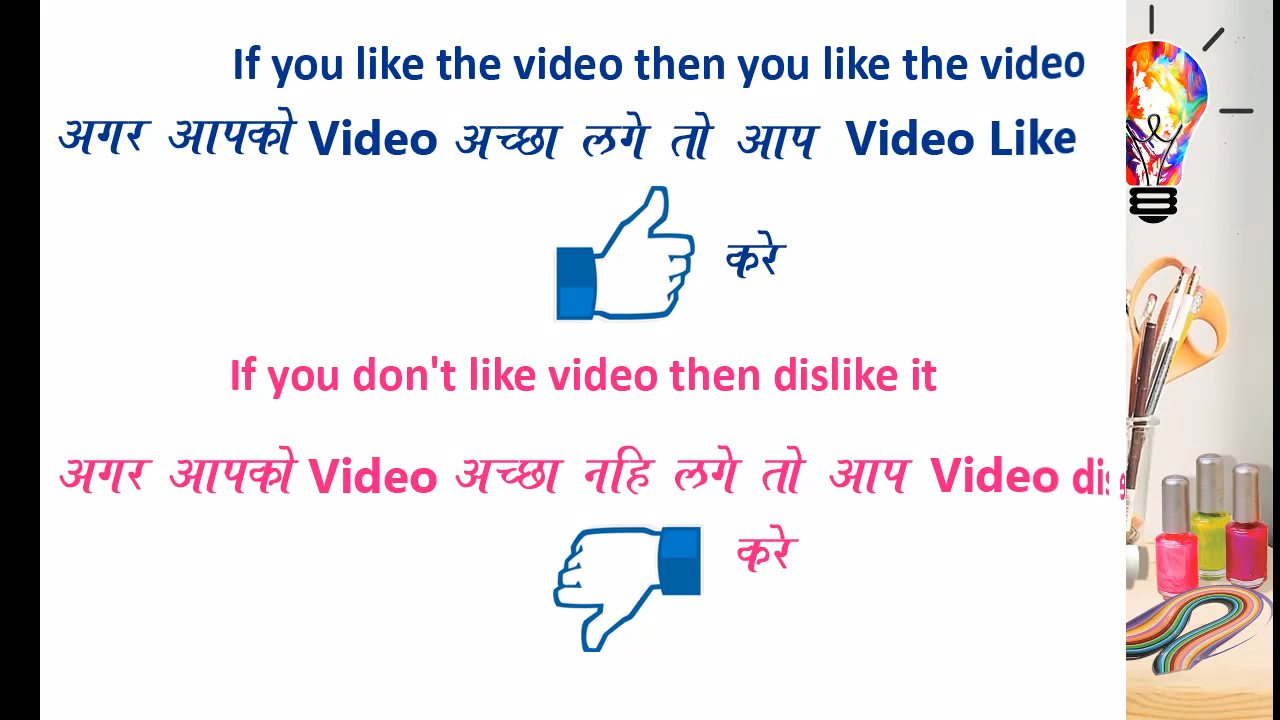 If you like the video then you like the video
अगर आपको Video अच्छा लगे तो आप Video Like
करे
If you don't like video then dislike it
अगर आपको Video अच्छा नहि लगे तो आप Video
करे